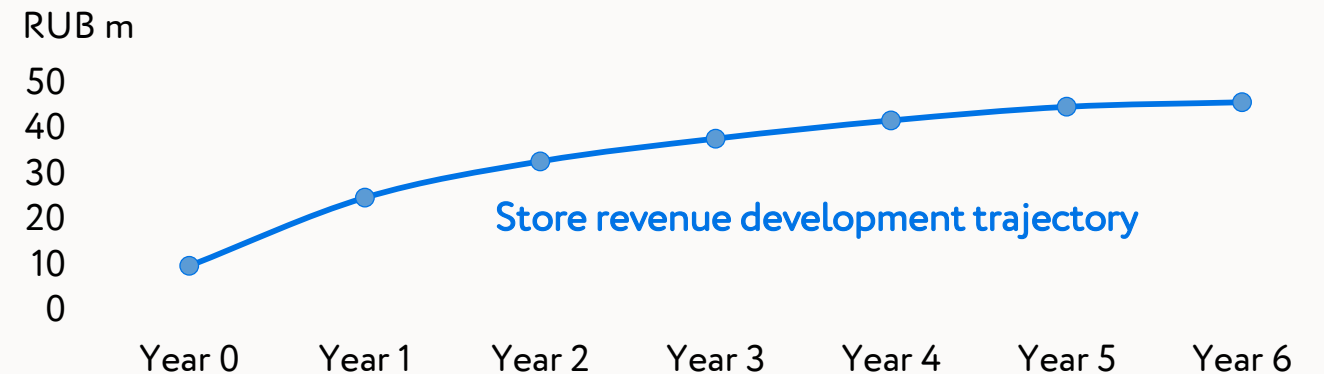 RUB m
50
40
30
20
10
0
Store revenue development trajectory
Year 0 Year 1 Year 2 Year 3 Year 4 Year 5 Year 6